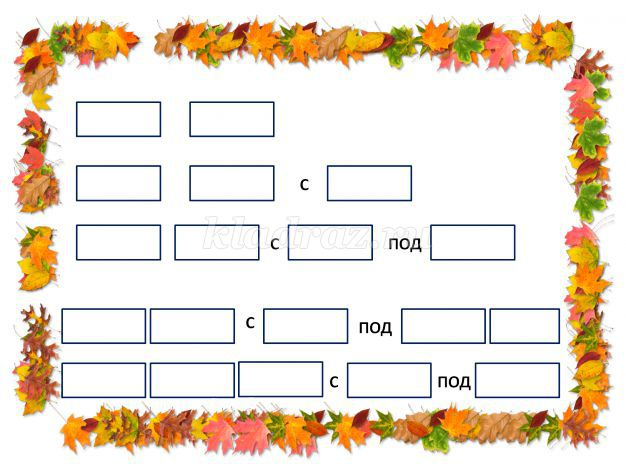 с
с под
с под
с под
kladraz.ru